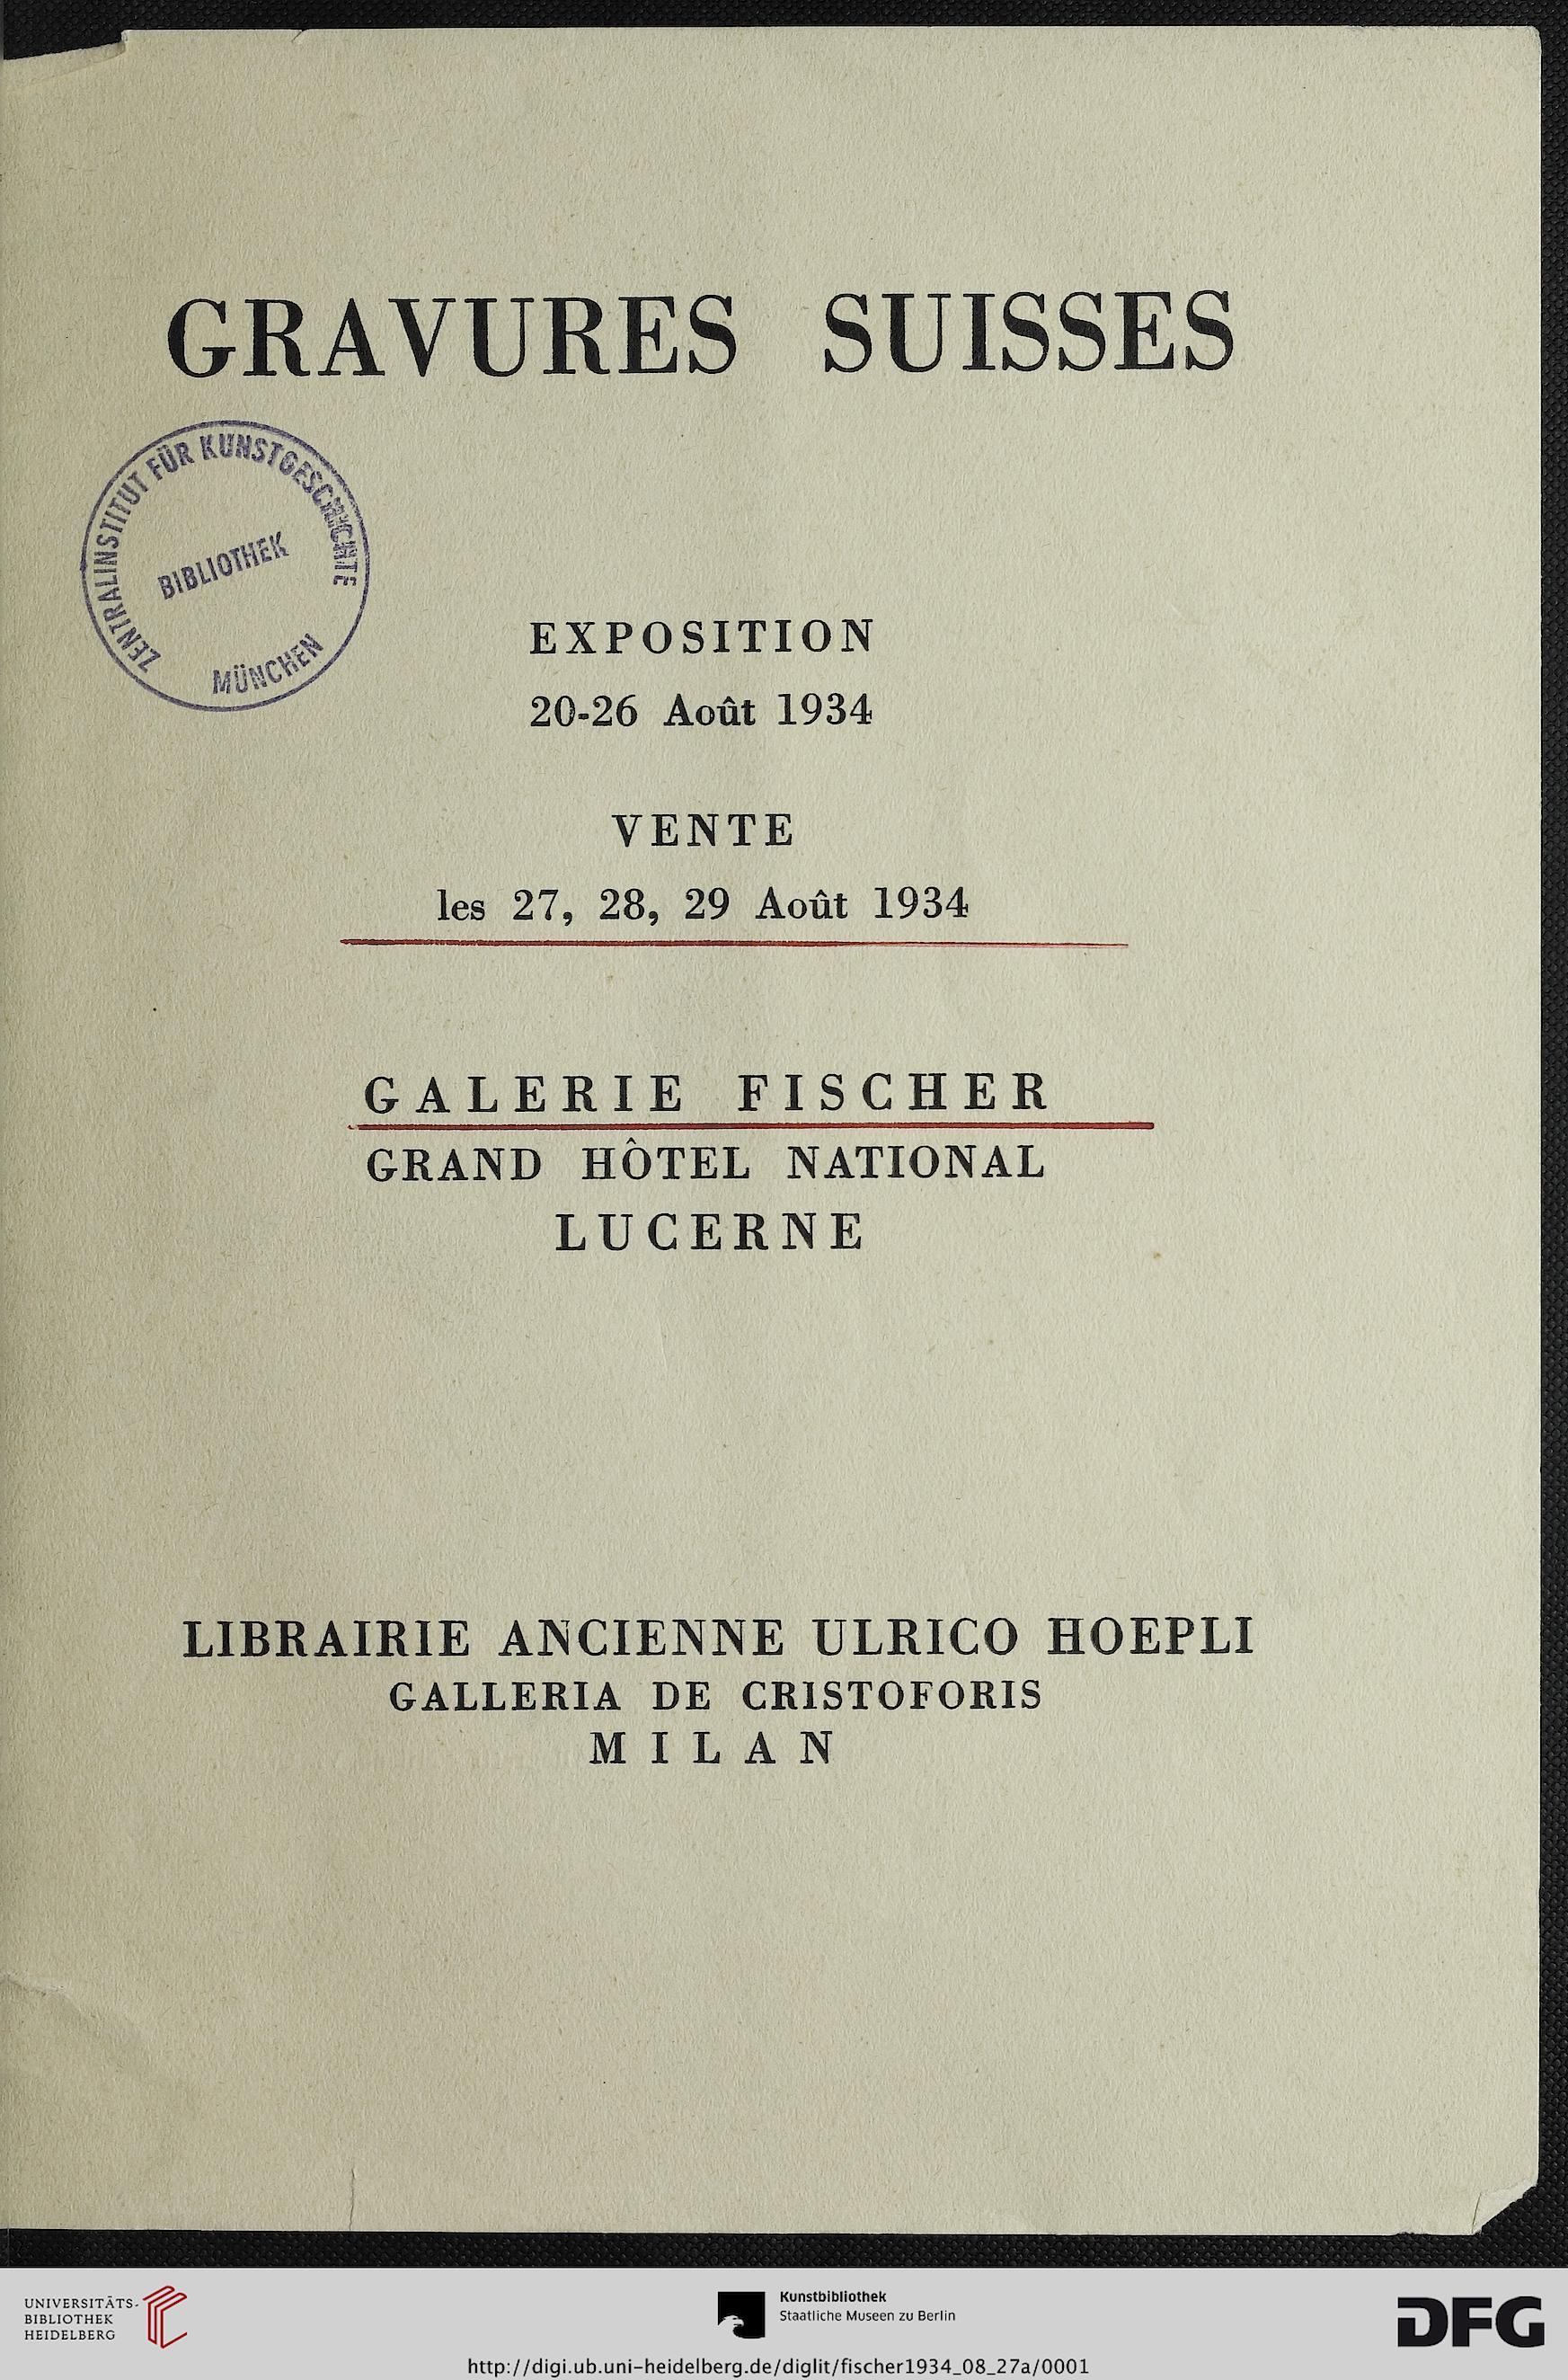 GRAVURES SUISSES
ZENTRALINSTITUT FÜR KUNSTGESCHICHTE
BIBLIOTHEK
MÜNCHEN
EXPOSITION
20-26 Août 1934
VENTE
les 27, 28, 29 Août 1934
GALERIE FISCHER
GRAND HÔTEL NATIONAL
LUCERNE
LIBRAIRIE ANCIENNE ULRICO HOEPLI
GALLERIA DE CRISTOFORIS
MILAN
UNIVERSITÄTS-
BIBLIOTHEK
HEIDELBERG
Kunstbibliothek
Staatliche Museen zu Berlin
DFG
http://digi.ub.uni-heidelberg.de/diglit/fischer1934_08_27a/0001